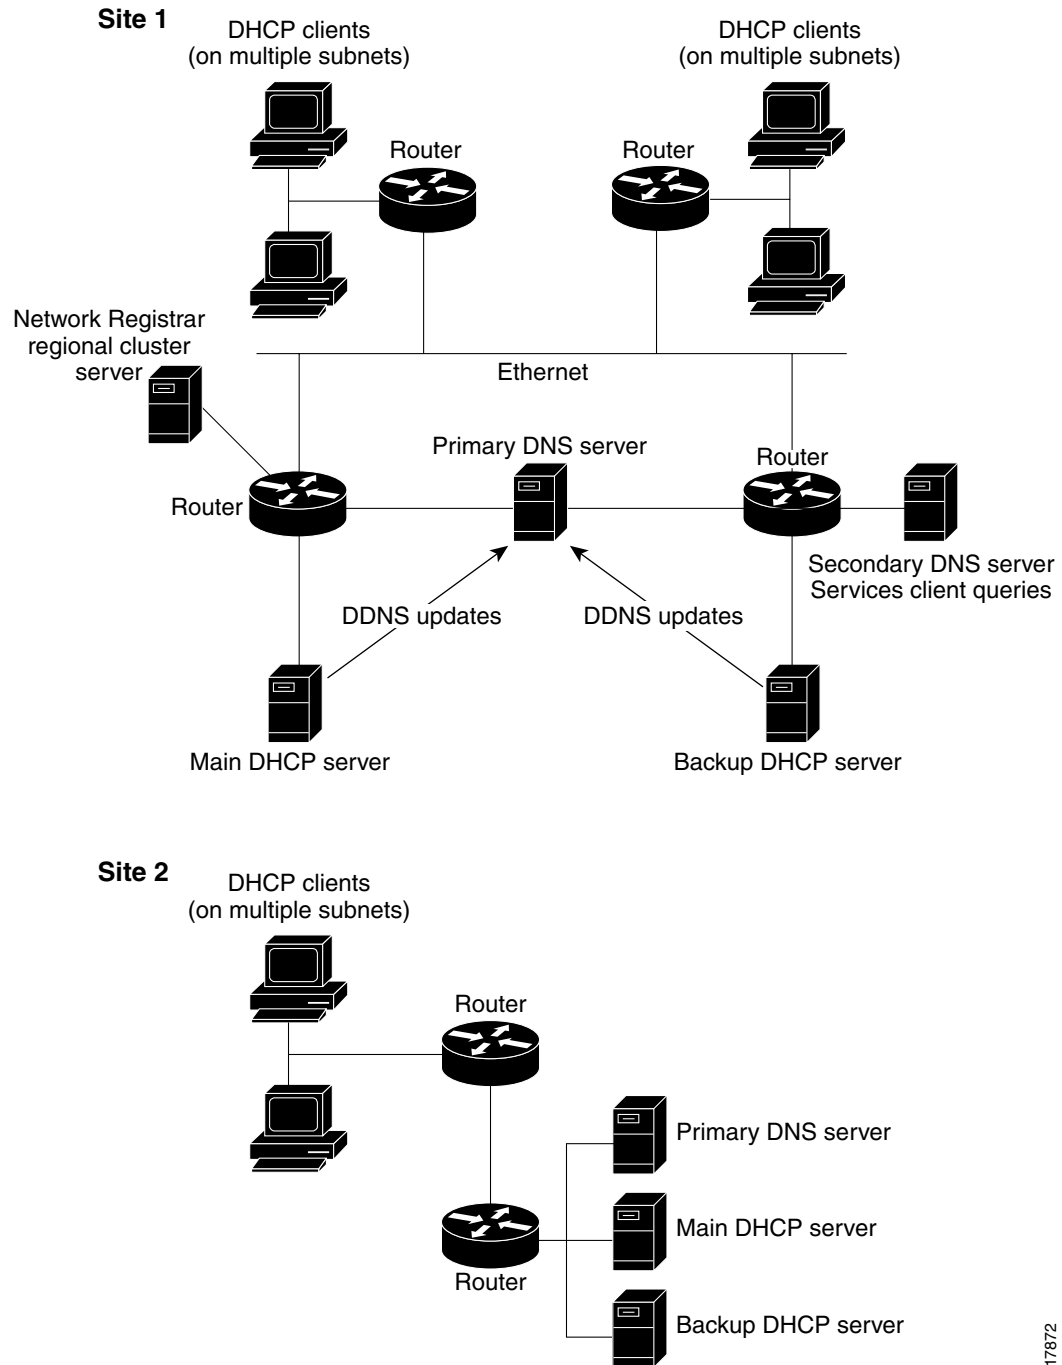 Site 1
DHCP clients
(on multiple subnets)
DHCP clients
(on multiple subnets)
Router
Router
Network Registrar
regional cluster
server
Ethernet
Primary DNS server
Router
Router
Secondary DNS server
Services client queries
DDNS updates
DDNS updates
Main DHCP server
Backup DHCP server
Site 2
DHCP clients
(on multiple subnets)
Router
Primary DNS server
Main DHCP server
Router
Backup DHCP server
17872